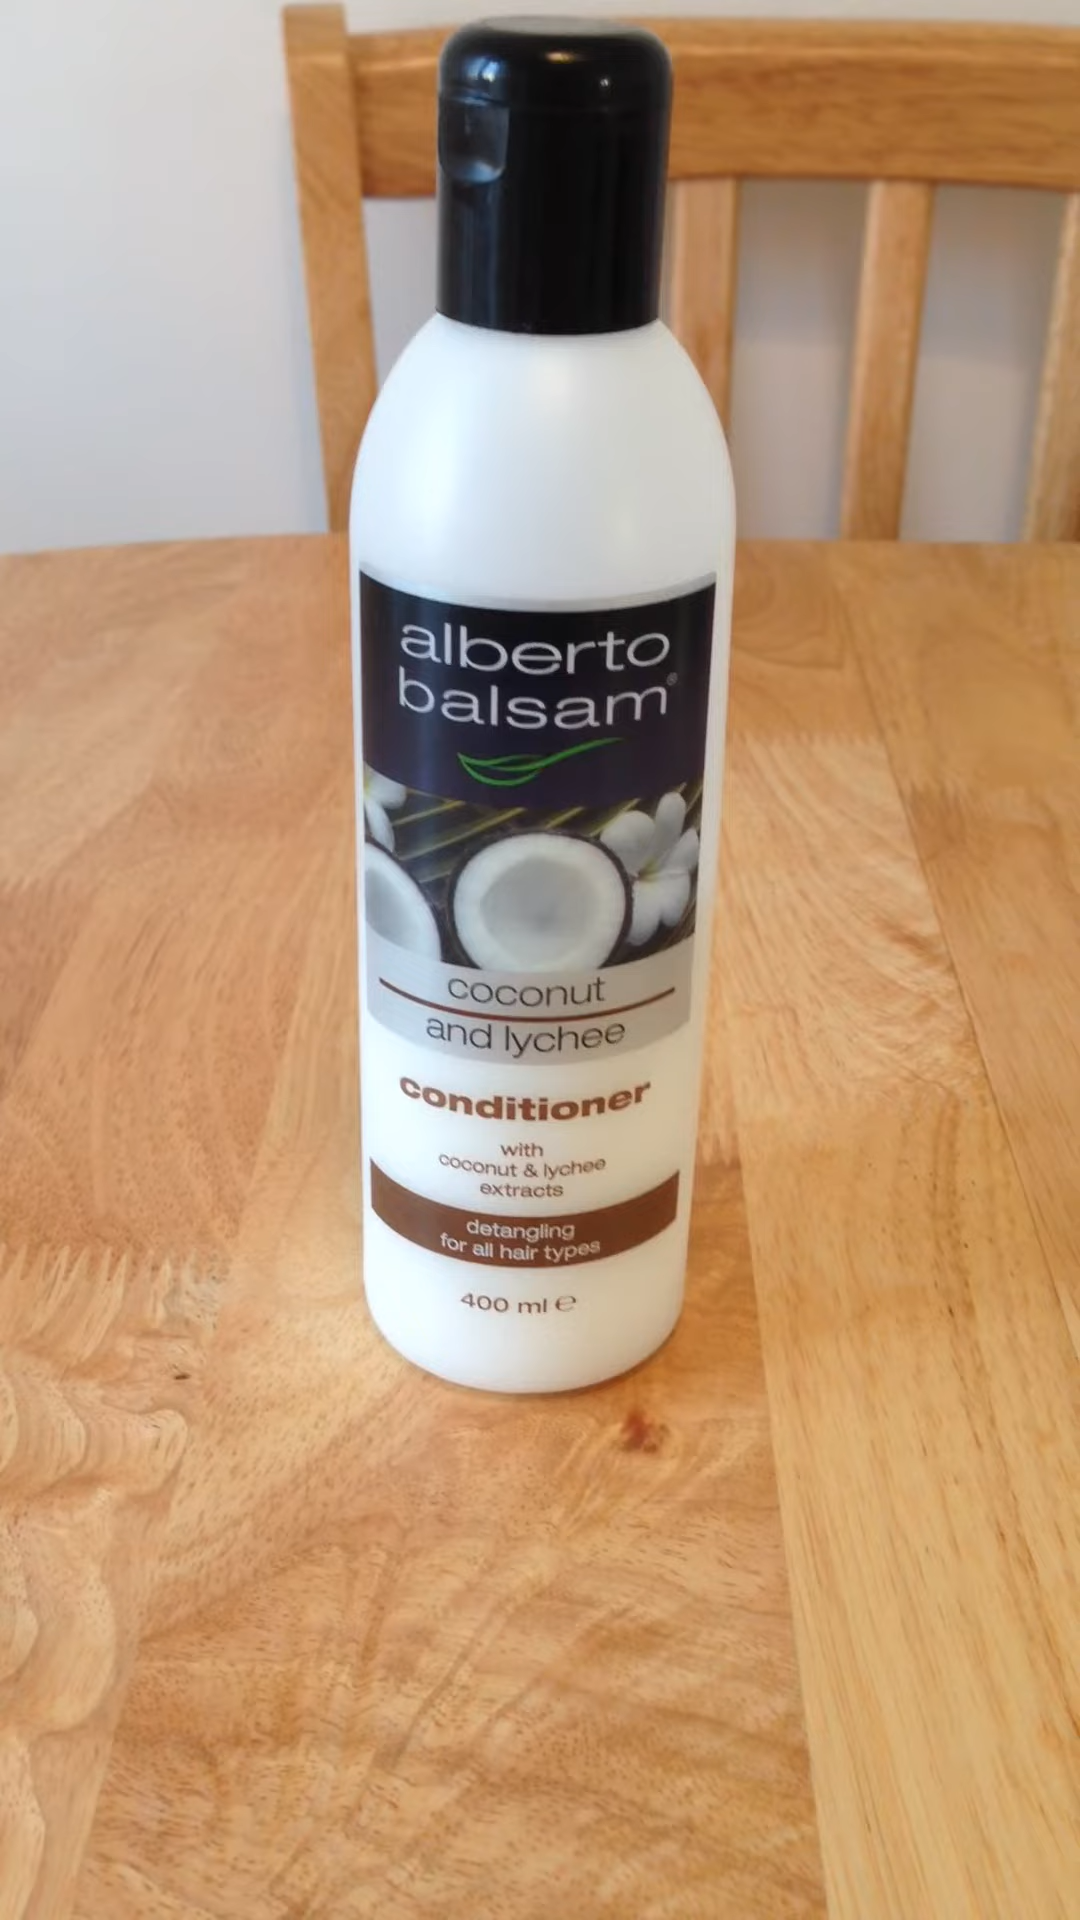 alberto
balsam®
coconut
and lychee
conditioner
with
coconut & lychee
extracts
detangling
for all hair types
400 ml ℮